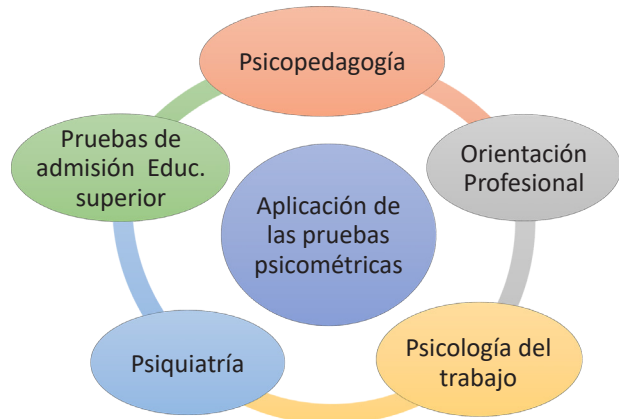 Psicopedagogía
Orientación
Profesional
Psicología del
trabajo
Psiquiatría
Pruebas de
admisión Educ.
superior
Aplicación de
las pruebas
psicométricas